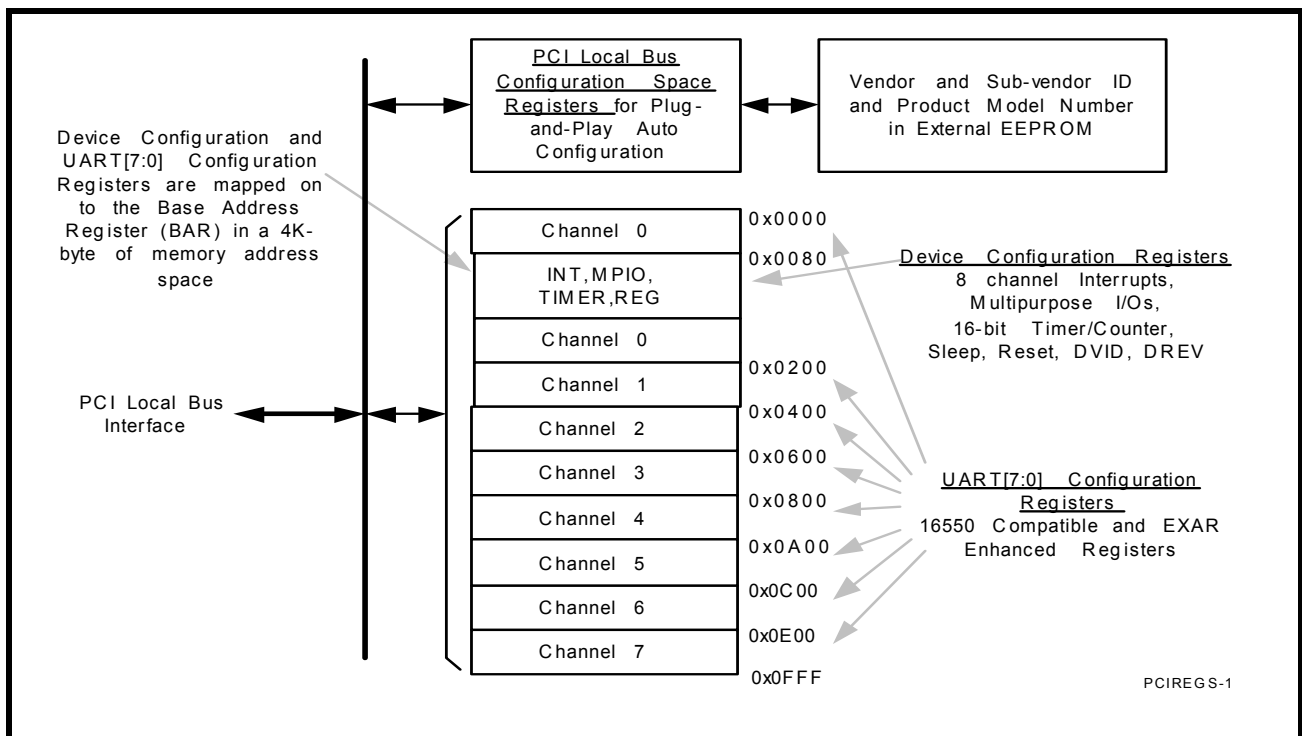 PCI Local Bus
Configuration Space
Registers for Plug-
and-Play Auto
Configuration
Vendor and Sub-vendor ID
and Product Model Number
in External EEPROM
Device Configuration and
UART[7:0] Configuration
Registers are mapped on
to the Base Address
Register (BAR) in a 4K-
byte of memory address
space
Channel 0
0x0000
INT,MPIO,
TIMER,REG
0x0080
Channel 0
Channel 1
0x0200
Channel 2
0x0400
Channel 3
0x0600
Channel 4
0x0800
Channel 5
0x0A00
Channel 6
0x0C00
Channel 7
0x0E00
0x0FFF
Device Configuration Registers
8 channel Interrupts,
Multipurpose I/Os,
16-bit Timer/Counter,
Sleep, Reset, DVID, DREV
PCI Local Bus
Interface
UART[7:0] Configuration
Registers
16550 Compatible and EXAR
Enhanced Registers
PCIREGS-1